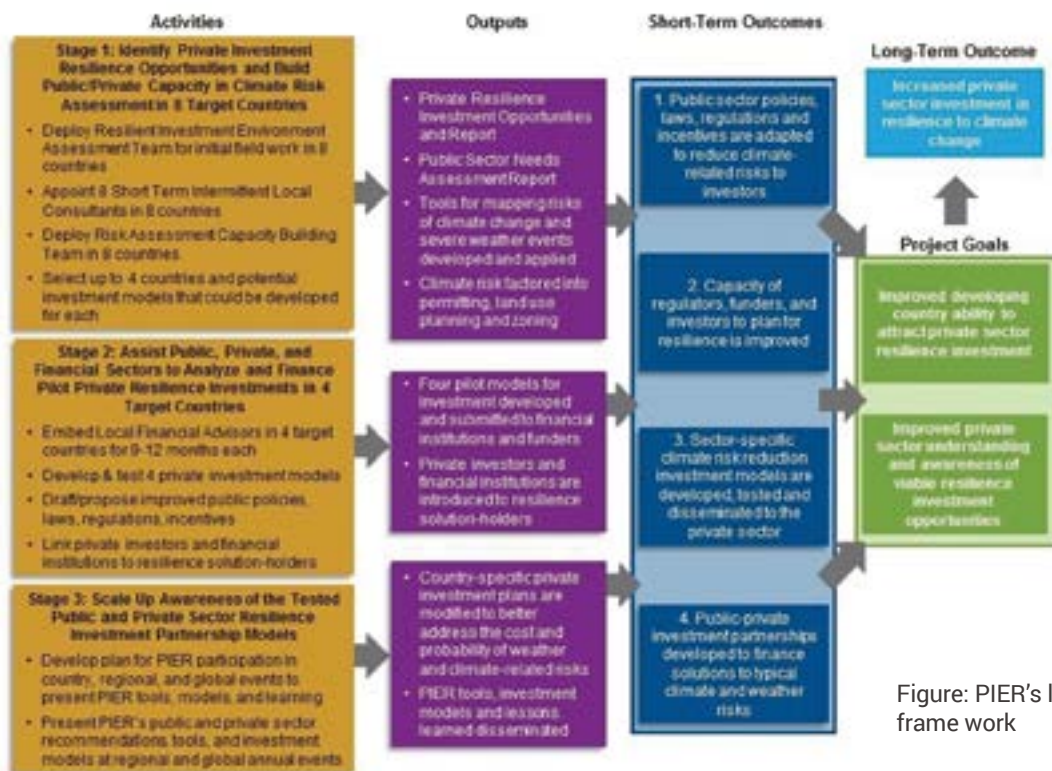 Activities
Stage 1: Identify Private Investment
Resilience Opportunities and Build
Public/Private Capacity in Climate Risk
Assessment in 8 Target Countries
• Deploy Resilient Investment Environment
Assessment Team for initial field work in 8
countries
• Appoint 8 Short Term Intermittent Local
Consultants in 8 countries
• Deploy Risk Assessment Capacity Building
Team in 8 countries.
• Select up to 4 countries and potential
investment models that could be developed
for each
Stage 2: Assist Public, Private, and
Financial Sectors to Analyze and Finance
Pilot Private Resilience Investments in 4
Target Countries
• Embed Local Financial Advisors in 4 target
countries for 9-12 months each
• Develop & test 4 private investment models
• Draft/propose improved public policies,
laws, regulations, incentives
• Link private investors and financial
institutions to resilience solution-holders
Stage 3: Scale Up Awareness of the Tested
Public and Private Sector Resilience
Investment Partnership Models
• Develop plan for PIER participation in
country, regional, and global events to
present PIER tools, models, and learning
• Present PIER's public and private sector
recommendations, tools, and investment
models at regional and global annual events
Outputs
• Private Resilience
Investment Opportunities
and Report
• Public Sector Needs
Assessment Report
• Tools for mapping risks
of climate change and
severe weather events
developed and applied
• Climate risk factored into
permitting, land use
planning and zoning
• Four pilot models for
investment developed
and submitted to financial
institutions and funders
• Private investors and
financial institutions are
introduced to resilience
solution-holders
• Country-specific private
investment plans are
modified to better
address the cost and
probability of weather
and climate-related risks
• PIER tools, investment
models and lessons
learned disseminated
Short-Term Outcomes
1. Public sector policies,
laws, regulations and
incentives are adapted
to reduce climate-
related risks to
investors
2. Capacity of
regulators, funders, and
investors to plan for
resilience is improved
3. Sector-specific
climate risk reduction
investment models are
developed, tested and
disseminated to the
private sector
4. Public-private
investment partnerships
developed to finance
solutions to typical
climate and weather
risks
Long-Term Outcome
Increased private
sector investment in
resilience to climate
change
Project Goals
Improved developing
country ability to
attract private sector
resilience investment
Improved private
sector understanding
and awareness of
viable resilience
investment
opportunities
Figure: PIER's
frame work